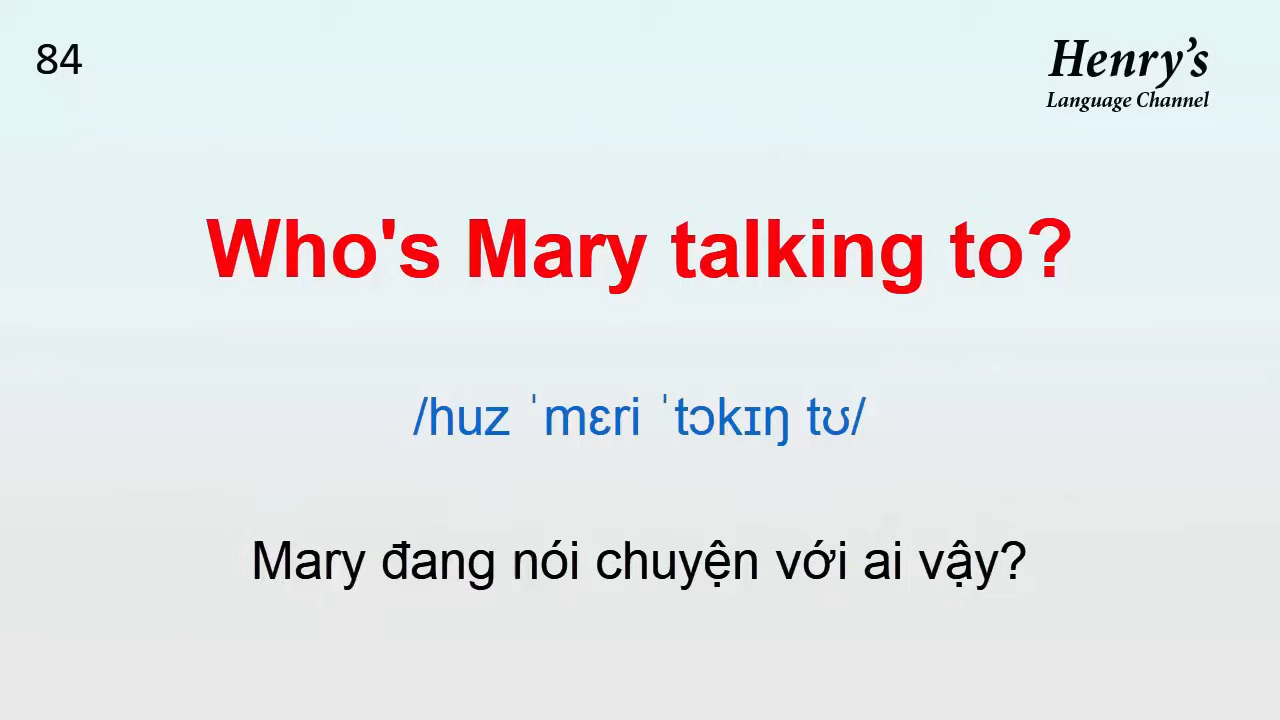 84
Henry's
Language Channel
Who's Mary talking to?
/huz ˈmɛri ˈtɔkɪŋ tʊ/
Mary đang nói chuyện với ai vậy?